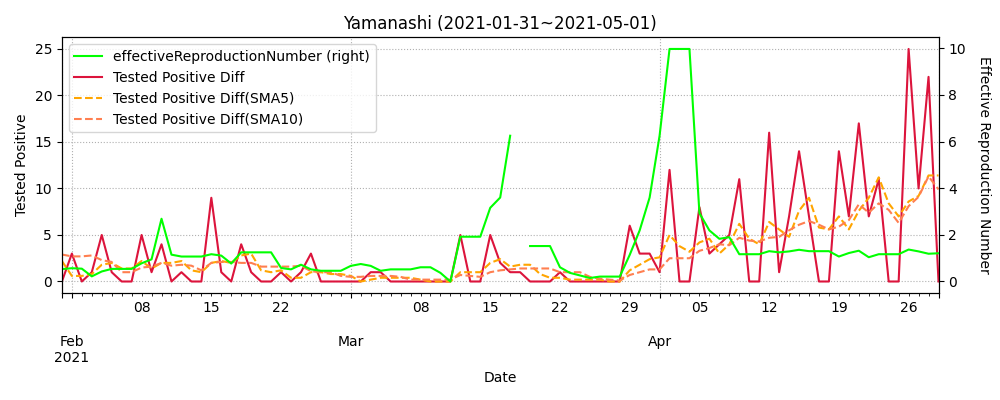 Yamanashi (2021-01-31~2021-05-01)
effectiveReproductionNumber (right)
Tested Positive Diff
Tested Positive Diff(SMA5)
Tested Positive Diff(SMA10)
Tested Positive
25
20
15
10
5
0
10
8
6
4
2
0
Effective Reproduction Number
08 15 22 08 15 22 29 05 12 19 26
Feb Mar Apr
2021
Date